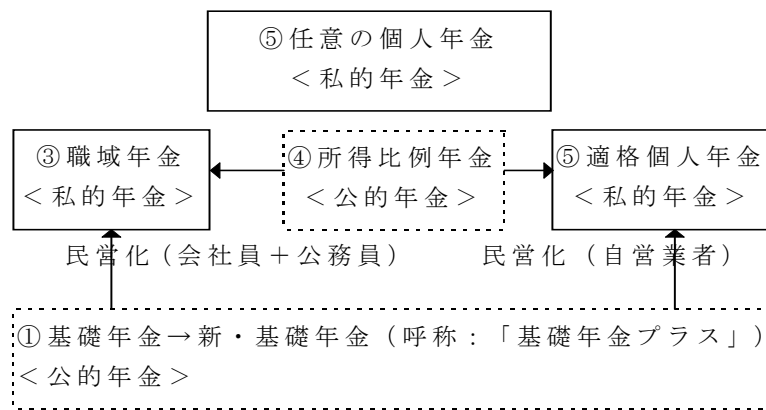 ⑤任意の個人年金
<私的年金>
③職域年金
<私的年金>
④所得比例年金
<公的年金>
⑤適格個人年金
<私的年金>
民営化(会社員+公務員)
民営化(自営業者)
①基礎年金→新・基礎年金(呼称:「基礎年金プラス」)
<公的年金>